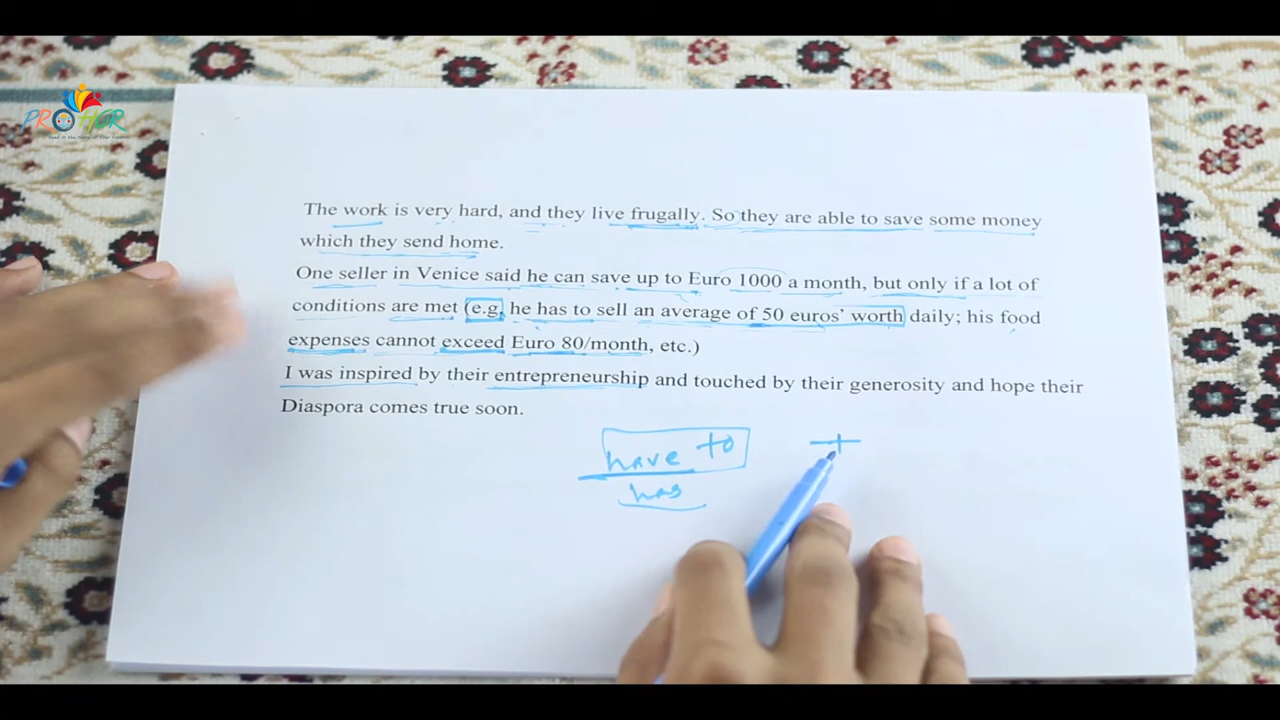 PROHOR
The work is very hard, and they live frugally. So they are able to save some money
which they send home.
One seller in Venice said he can save up to Euro 1000 a month, but only if a lot of
conditions are met (e.g. he has to sell an average of 50 euros' worth daily; his food
expenses cannot exceed Euro 80/month, etc.)
I was inspired by their entrepreneurship and touched by their generosity and hope their
Diaspora comes true soon.
have to
has